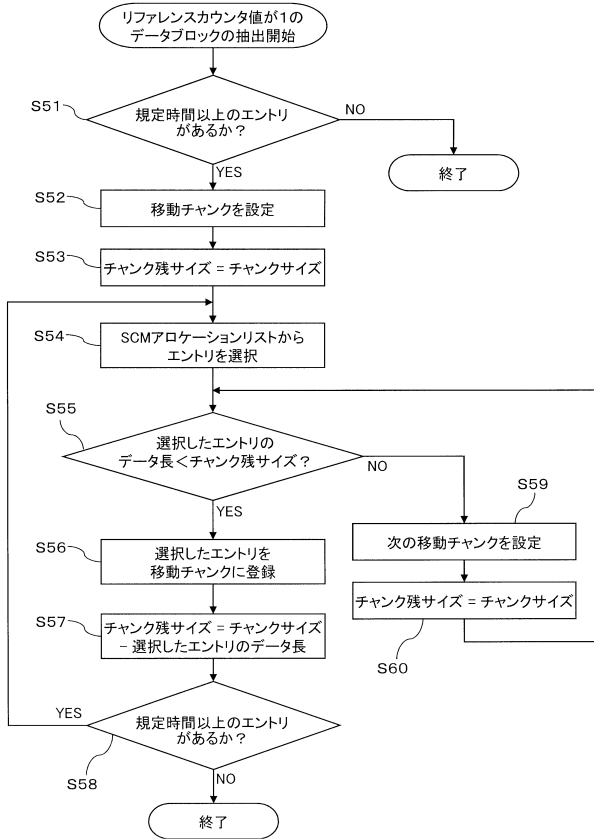 リファレンスカウンタ値が1の
データブロックの抽出開始
S51
規定時間以上のエントリ
があるか？
NO
終了
YES
S52
移動チャンクを設定
S53
チャンク残サイズ = チャンクサイズ
S54
SCMアロケーションリストから
エントリを選択
S55
選択したエントリの
データ長＜チャンク残サイズ？
NO
YES
S59
次の移動チャンクを設定
S56
選択したエントリを
移動チャンクに登録
チャンク残サイズ = チャンクサイズ
S60
S57
チャンク残サイズ = チャンクサイズ
- 選択したエントリのデータ長
YES
規定時間以上のエントリ
があるか？
S58
NO
終了